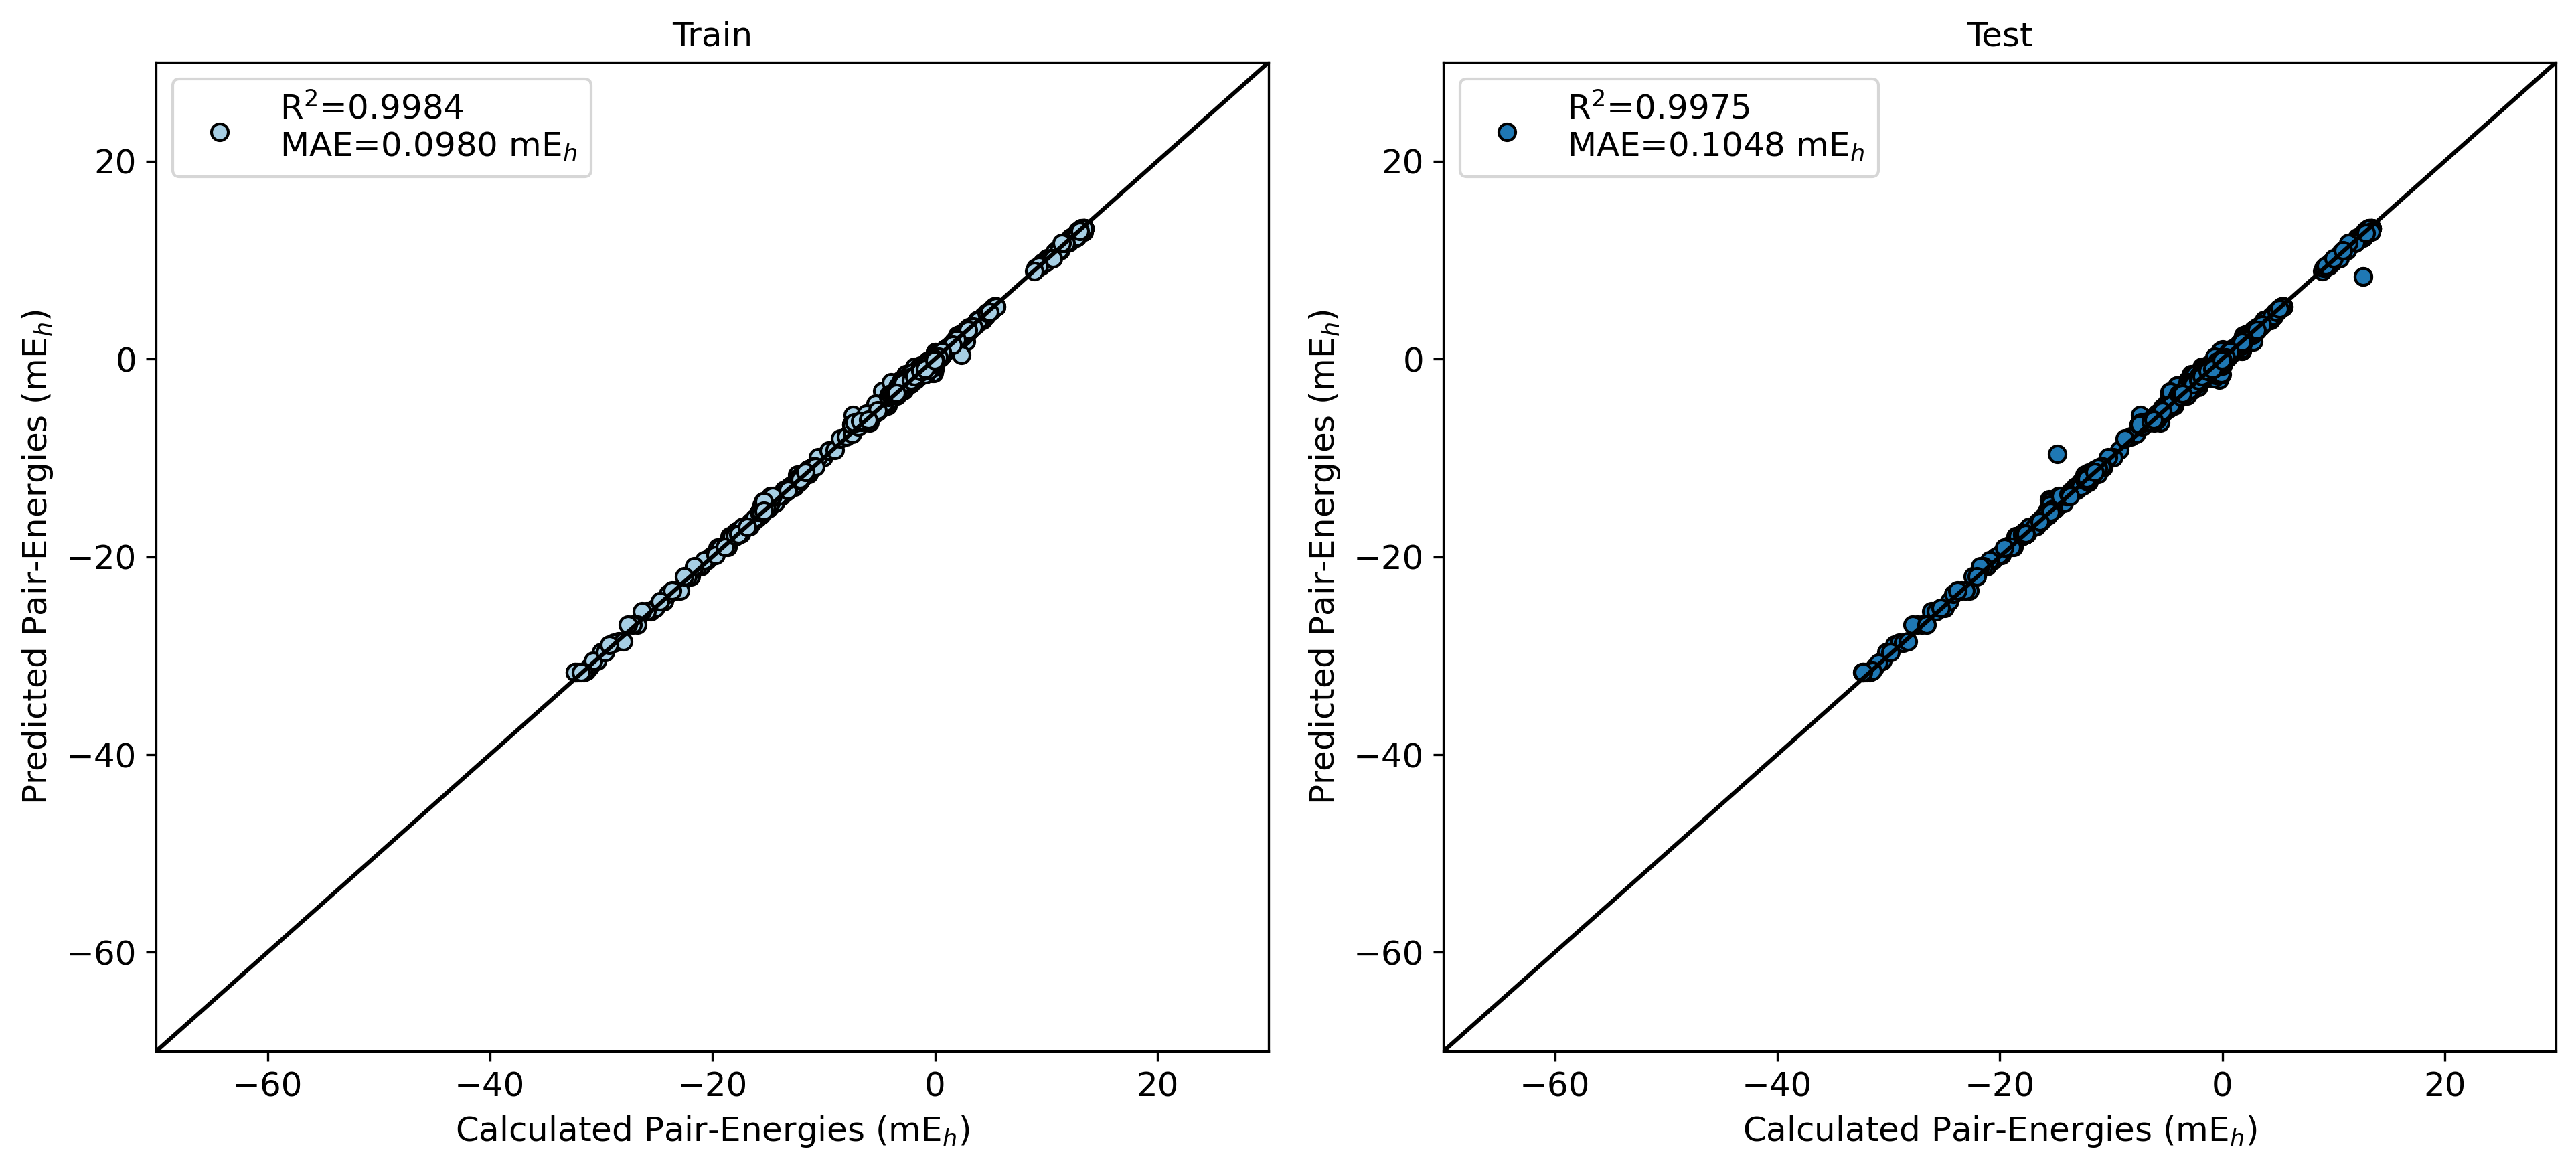 Train
R²=0.9984
MAE=0.0980 mEₕ
20
0
−20
−40
−60
−60
−40
−20
0
20
Predicted Pair-Energies (mEₕ)
Calculated Pair-Energies (mEₕ)
Test
R²=0.9975
MAE=0.1048 mEₕ
20
0
−20
−40
−60
−60
−40
−20
0
20
Predicted Pair-Energies (mEₕ)
Calculated Pair-Energies (mEₕ)